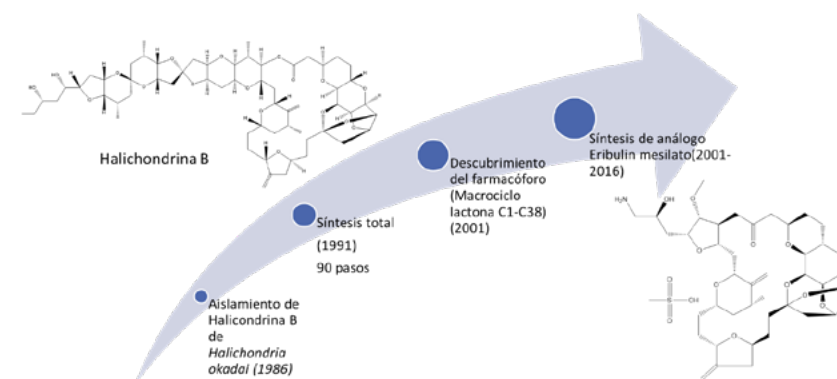 Halichondrina B
Aislamiento de
Halicondrina B
de
Halichondria
okadai (1986)
Síntesis total
(1991)
90 pasos
Descubrimiento
del farmacóforo
(Macrociclo
lactona C1-C38)
(2001)
Síntesis de análogo
Eribulin mesilato(2001-
2016)